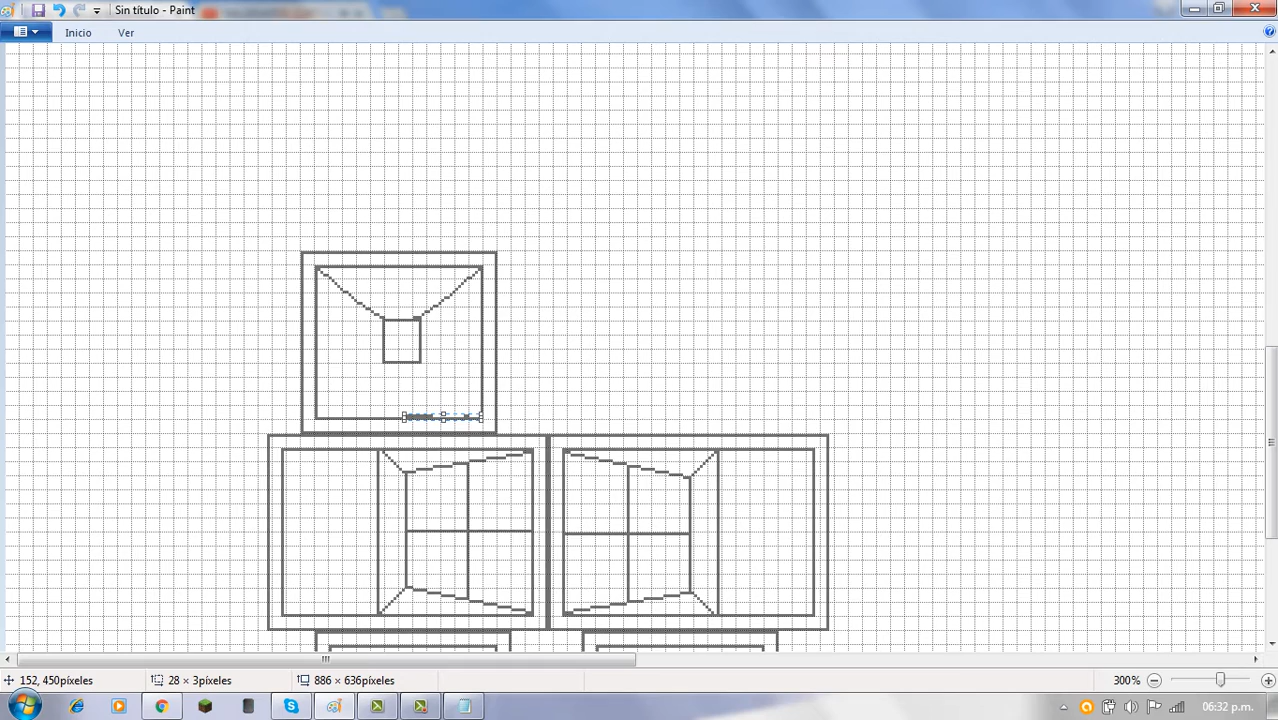 Sin título - Paint
Inicio Ver
152, 450píxeles 28 × 3píxeles 886 × 636píxeles 300%
06:32 p.m.